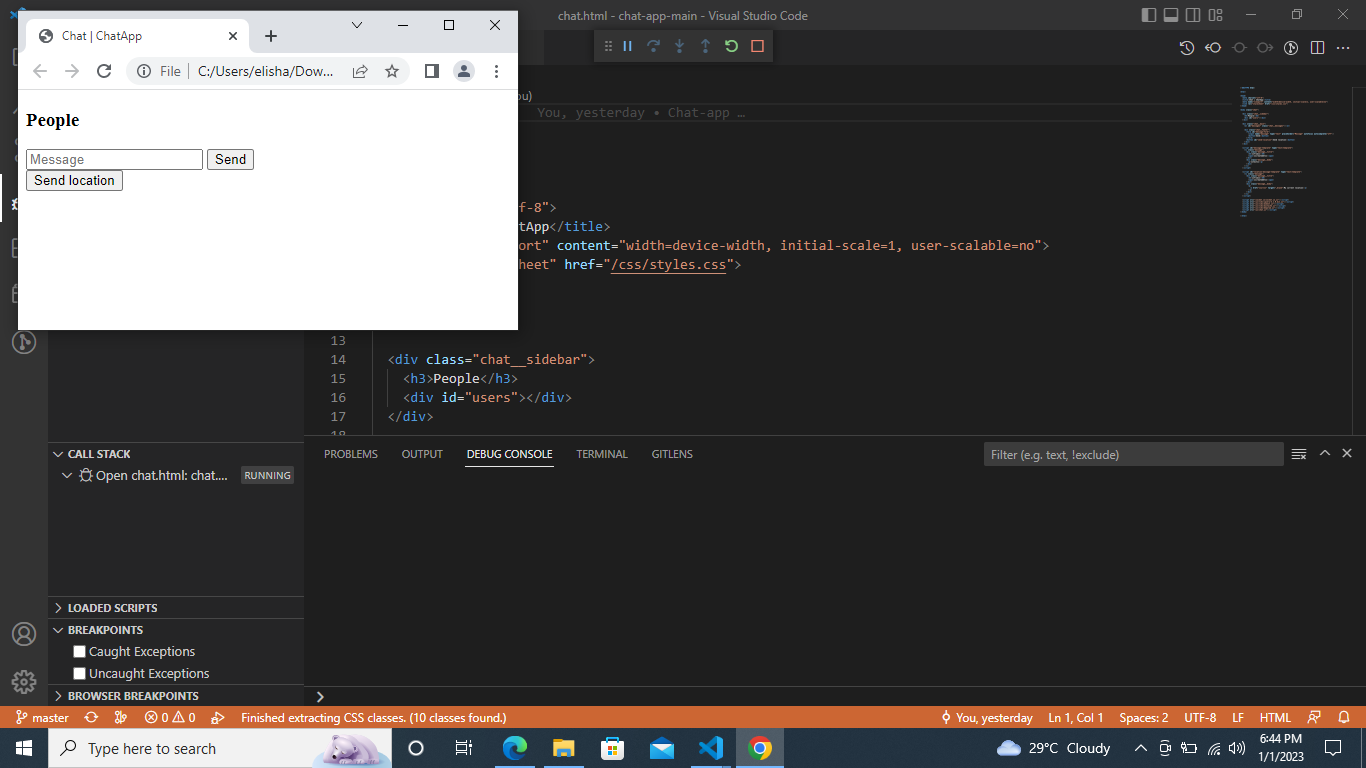 chat.html - chat-app-main - Visual Studio Code
Chat | ChatApp
File
C:/Users/elisha/Dow...
People
Message
Send
Send location
ou)
You, yesterday • Chat-app …
f-8">
tApp</title>
ort" content="width=device-width, initial-scale=1, user-scalable=no">
heet" href="/css/styles.css">
13
14 <div class="chat__sidebar">
15 <h3>People</h3>
16 <div id="users"></div>
17 </div>
18
CALL STACK
Open chat.html: chat....
RUNNING
PROBLEMS OUTPUT DEBUG CONSOLE TERMINAL GITLENS
Filter (e.g. text, !exclude)
LOADED SCRIPTS
BREAKPOINTS
Caught Exceptions
Uncaught Exceptions
BROWSER BREAKPOINTS
master 0 0 Finished extracting CSS classes. (10 classes found.)
You, yesterday Ln 1, Col 1 Spaces: 2 UTF-8 LF HTML
Type here to search
29°C Cloudy
6:44 PM
1/1/2023